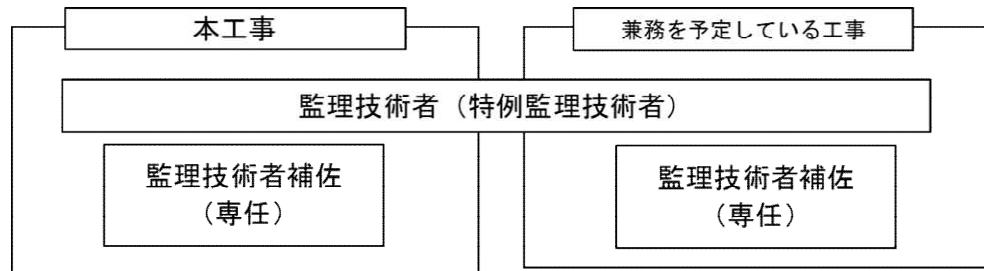 本工事
兼務を予定している工事
監理技術者（特例監理技術者）
監理技術者補佐
（専任）
監理技術者補佐
（専任）